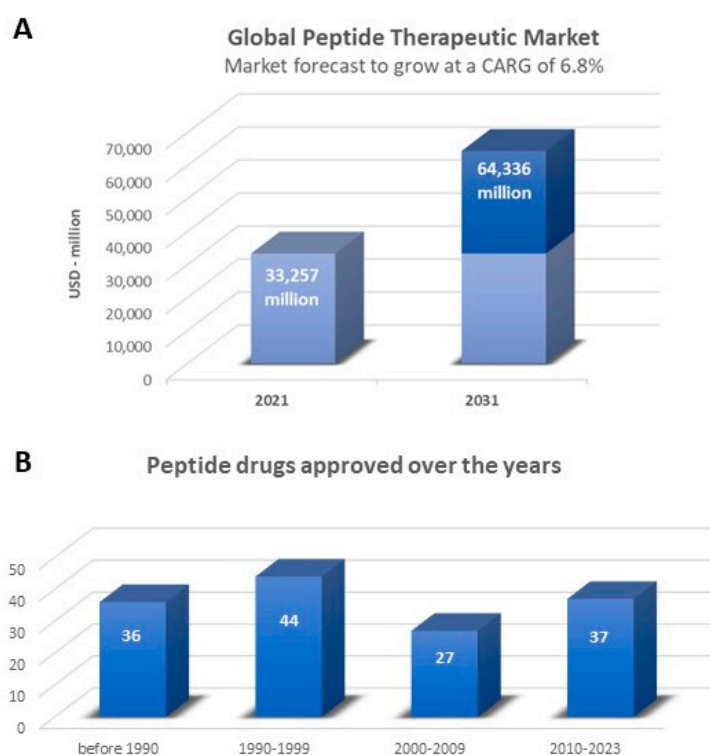 A
Global Peptide Therapeutic Market
Market forecast to grow at a CARG of 6.8%
USD - million
70,000
60,000
50,000
40,000
30,000
20,000
10,000
0
33,257
million
64,336
million
2021
2031
B
Peptide drugs approved over the years
50
40
30
20
10
0
36
44
27
37
before 1990
1990-1999
2000-2009
2010-2023